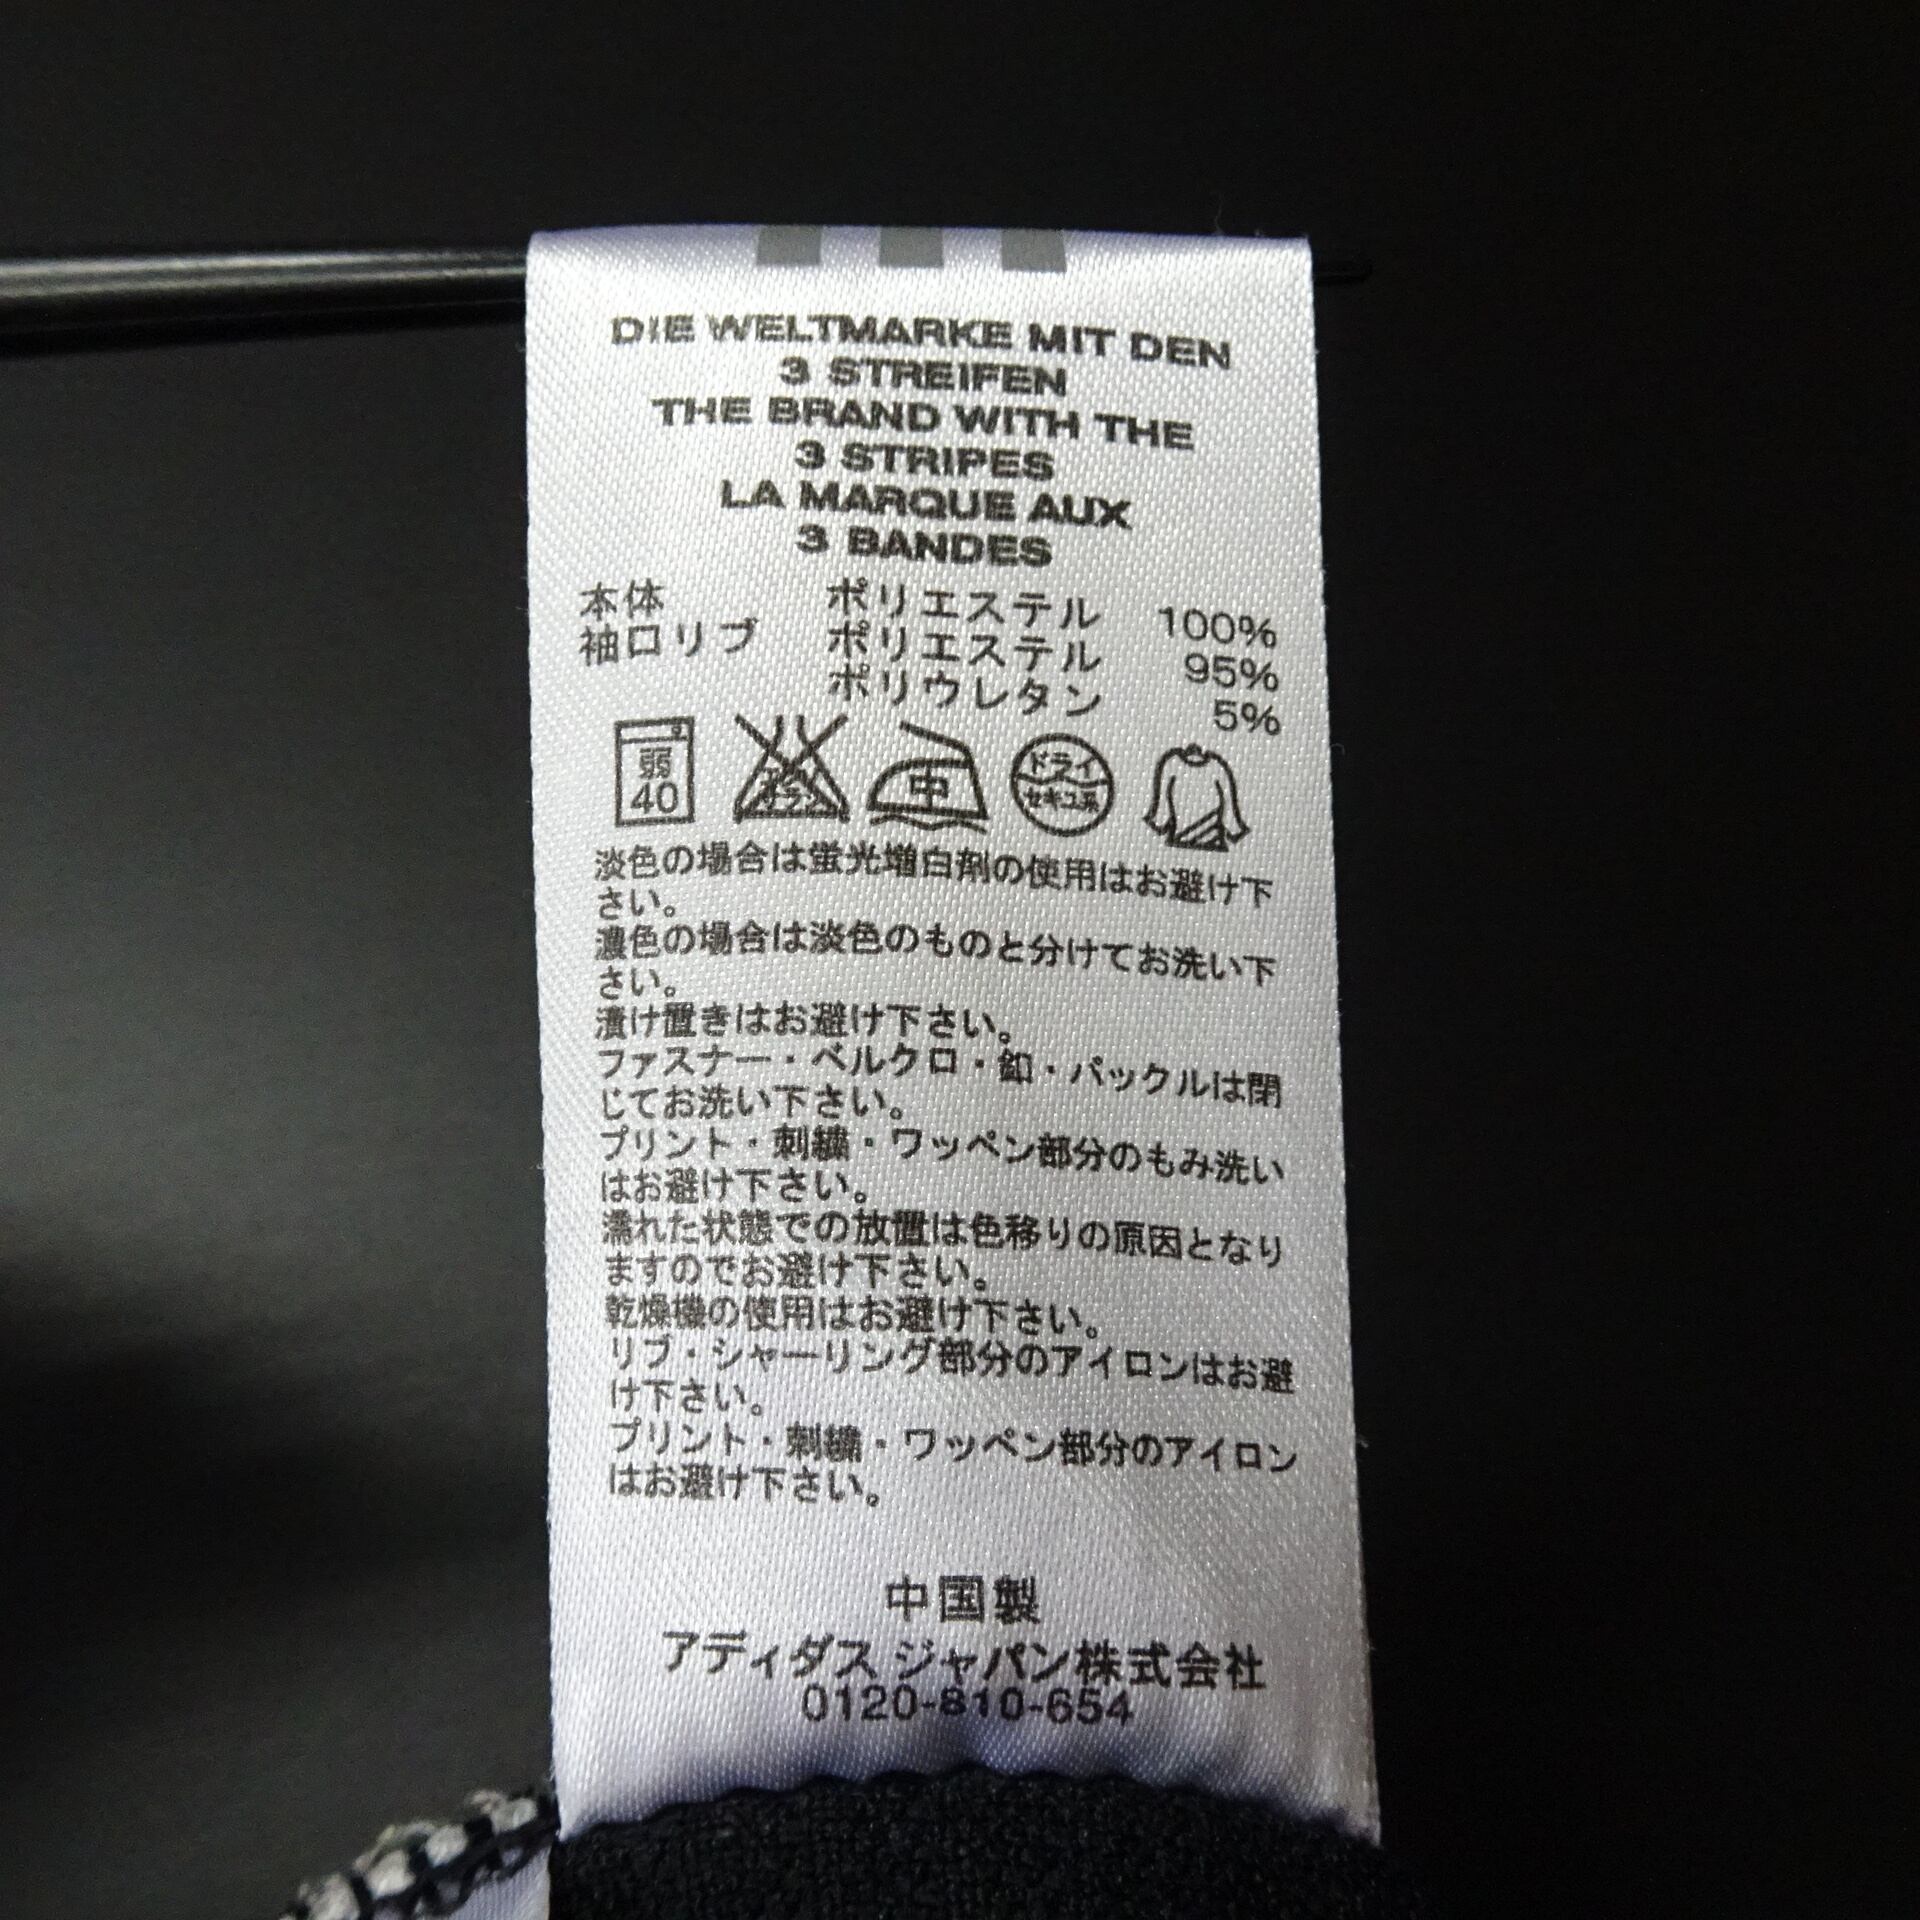 DIE WELTMARKE MIT DEN
3 STREIFEN
THE BRAND WITH THE
3 STRIPES
LA MARQUE AUX
3 BANDES
本体 ポリエステル 100%
袖口リブ ポリエステル 95%
ポリウレタン 5%
弱
40
エンソ
サラシ
中
ドライ
セキユ系
淡色の場合は蛍光増白剤の使用はお避け下
さい。
濃色の場合は淡色のものと分けてお洗い下
さい。
漬け置きはお避け下さい。
ファスナー・ベルクロ・釦・バックルは閉
じてお洗い下さい。
プリント・刺繍・ワッペン部分のもみ洗い
はお避け下さい。
濡れた状態での放置は色移りの原因となり
ますのでお避け下さい。
乾燥機の使用はお避け下さい。
リブ・シャーリング部分のアイロンはお避
け下さい。
プリント・刺繍・ワッペン部分のアイロン
はお避け下さい。
中国製
アディダス ジャパン株式会社
0120-810-654